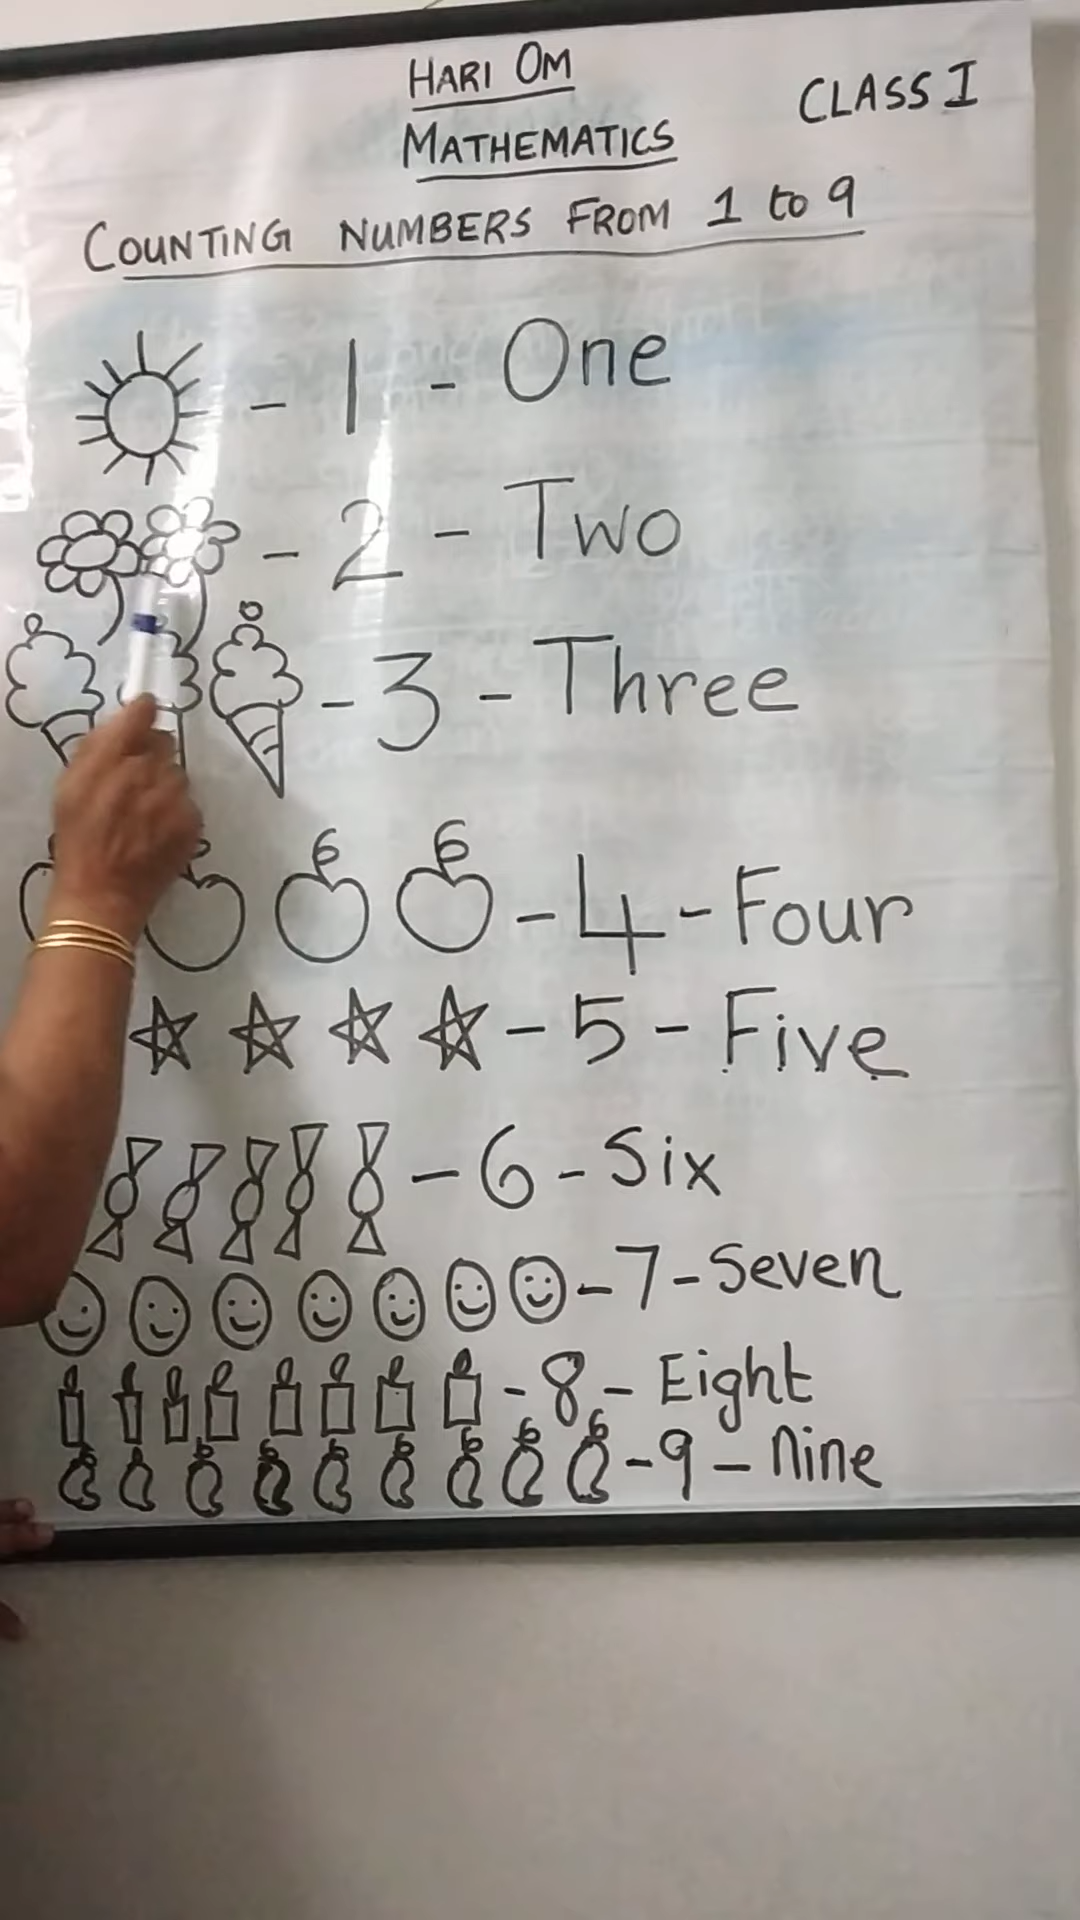 HARI OM
CLASS I
MATHEMATICS
COUNTING NUMBERS FROM 1 to 9
- 1 - One
- 2 - Two
- 3 - Three
- 4 - Four
- 5 - Five
- 6 - Six
- 7 - Seven
- 8 - Eight
- 9 - Nine